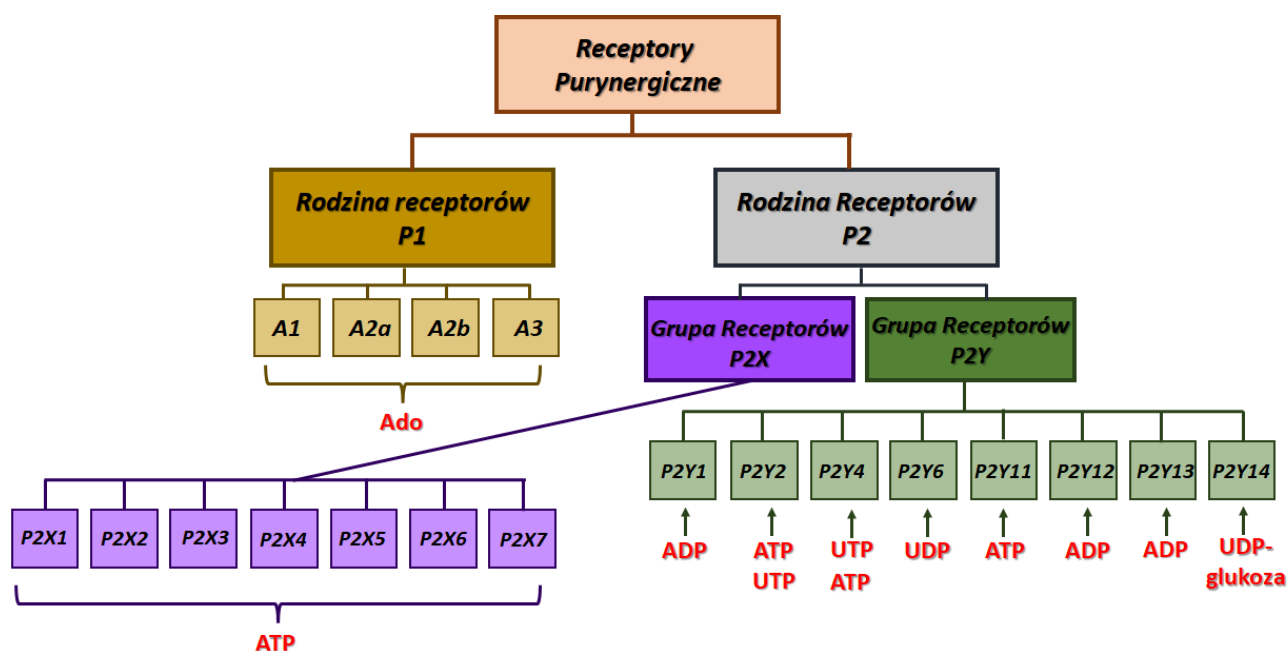 Receptory
Purynergiczne
Rodzina receptorów
P1
Rodzina Receptorów
P2
A1
A2a
A2b
A3
Ado
Grupa Receptorów
P2X
Grupa Receptorów
P2Y
P2Y1
P2Y2
P2Y4
P2Y6
P2Y11
P2Y12
P2Y13
P2Y14
ADP
ATP
UTP
UTP
ATP
UDP
ATP
ADP
ADP
UDP-
glukoza
P2X1
P2X2
P2X3
P2X4
P2X5
P2X6
P2X7
ATP